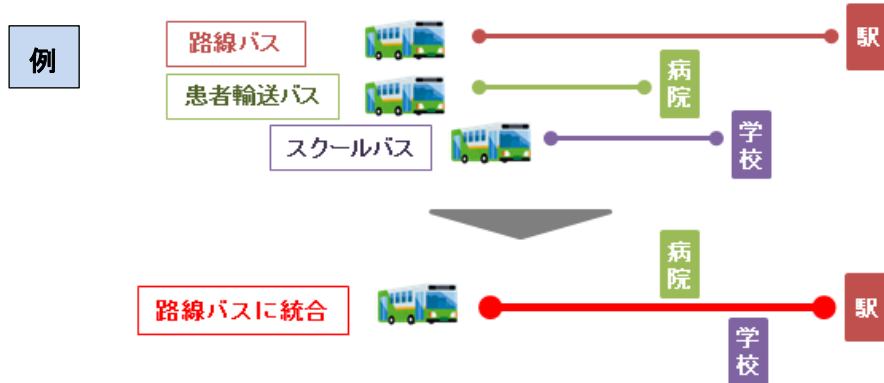 例
路線バス
駅
患者輸送バス
病院
スクールバス
学校
病院
路線バスに統合
駅
学校